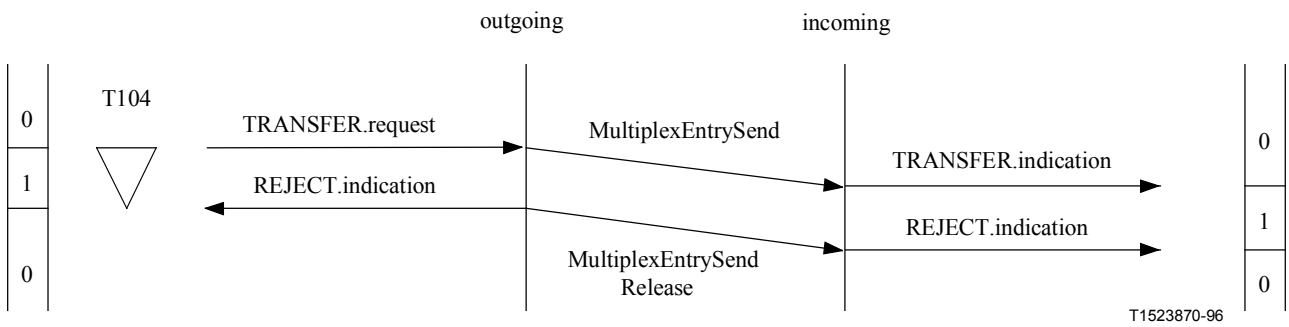 outgoing
incoming
T104
0
TRANSFER.request
MultiplexEntrySend
0
TRANSFER.indication
1
REJECT.indication
REJECT.indication
1
MultiplexEntrySend
Release
0
0
T1523870-96